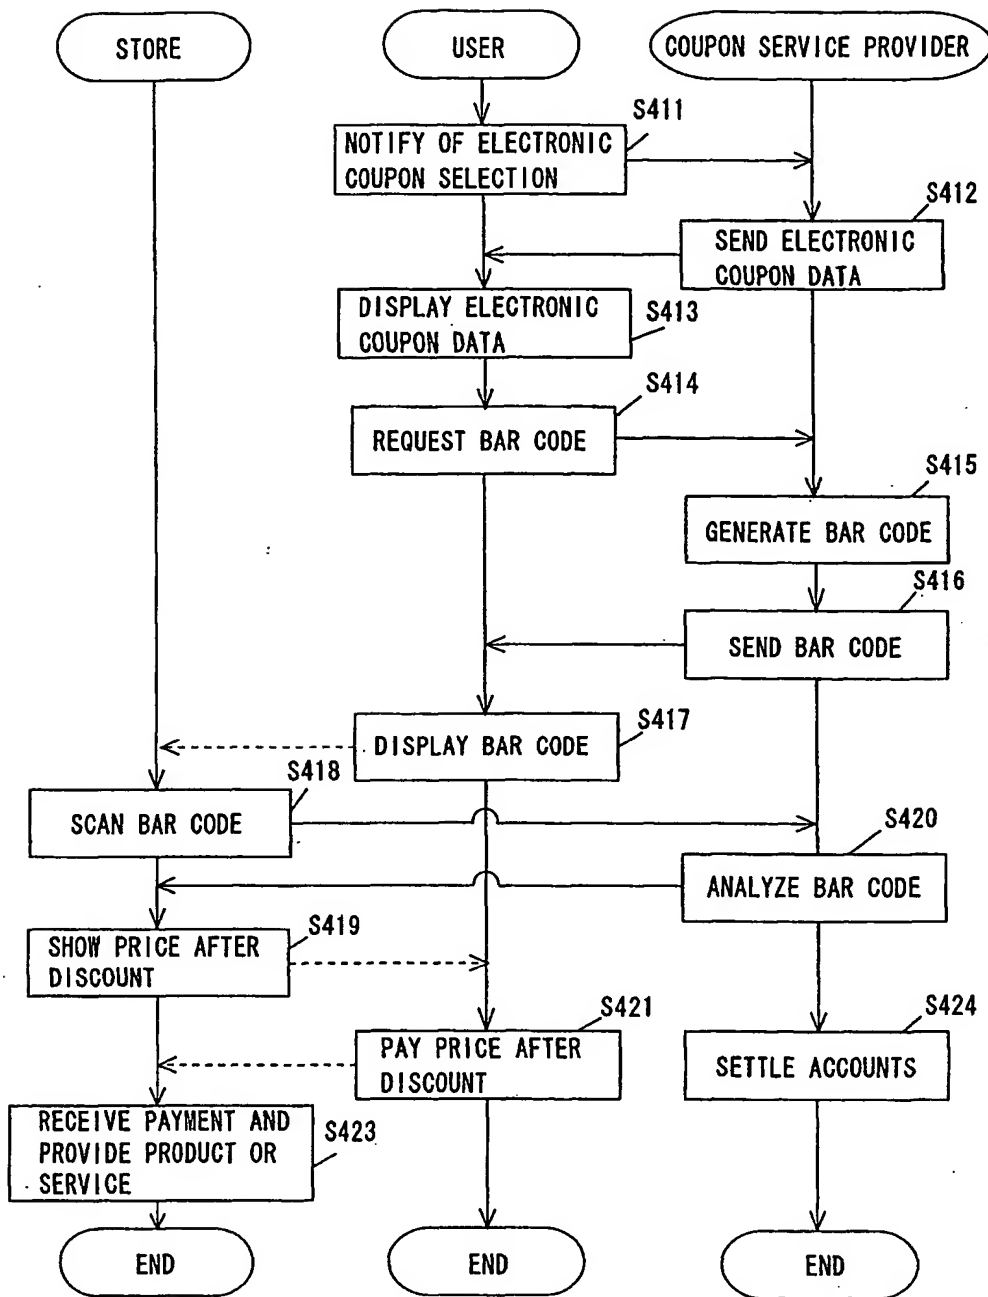 STORE
USER
COUPON SERVICE PROVIDER
S411
NOTIFY OF ELECTRONIC
COUPON SELECTION
S412
SEND ELECTRONIC
COUPON DATA
DISPLAY ELECTRONIC
COUPON DATA
S413
S414
REQUEST BAR CODE
S415
GENERATE BAR CODE
S416
SEND BAR CODE
DISPLAY BAR CODE
S417
S418
SCAN BAR CODE
S420
ANALYZE BAR CODE
SHOW PRICE AFTER
DISCOUNT
S419
S421
PAY PRICE AFTER
DISCOUNT
S424
SETTLE ACCOUNTS
RECEIVE PAYMENT AND
PROVIDE PRODUCT OR
SERVICE
S423
END
END
END